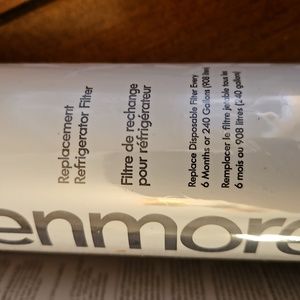 Replacement
Refrigerator Filter
Filtre de rechange
pour réfrigérateur
Replace Disposable Filter Every
6 Months or 240 Gallons (908 litres)
Remplacer le filtre jetable tous les
6 mois ou 908 litres (240 gallons)
enmore